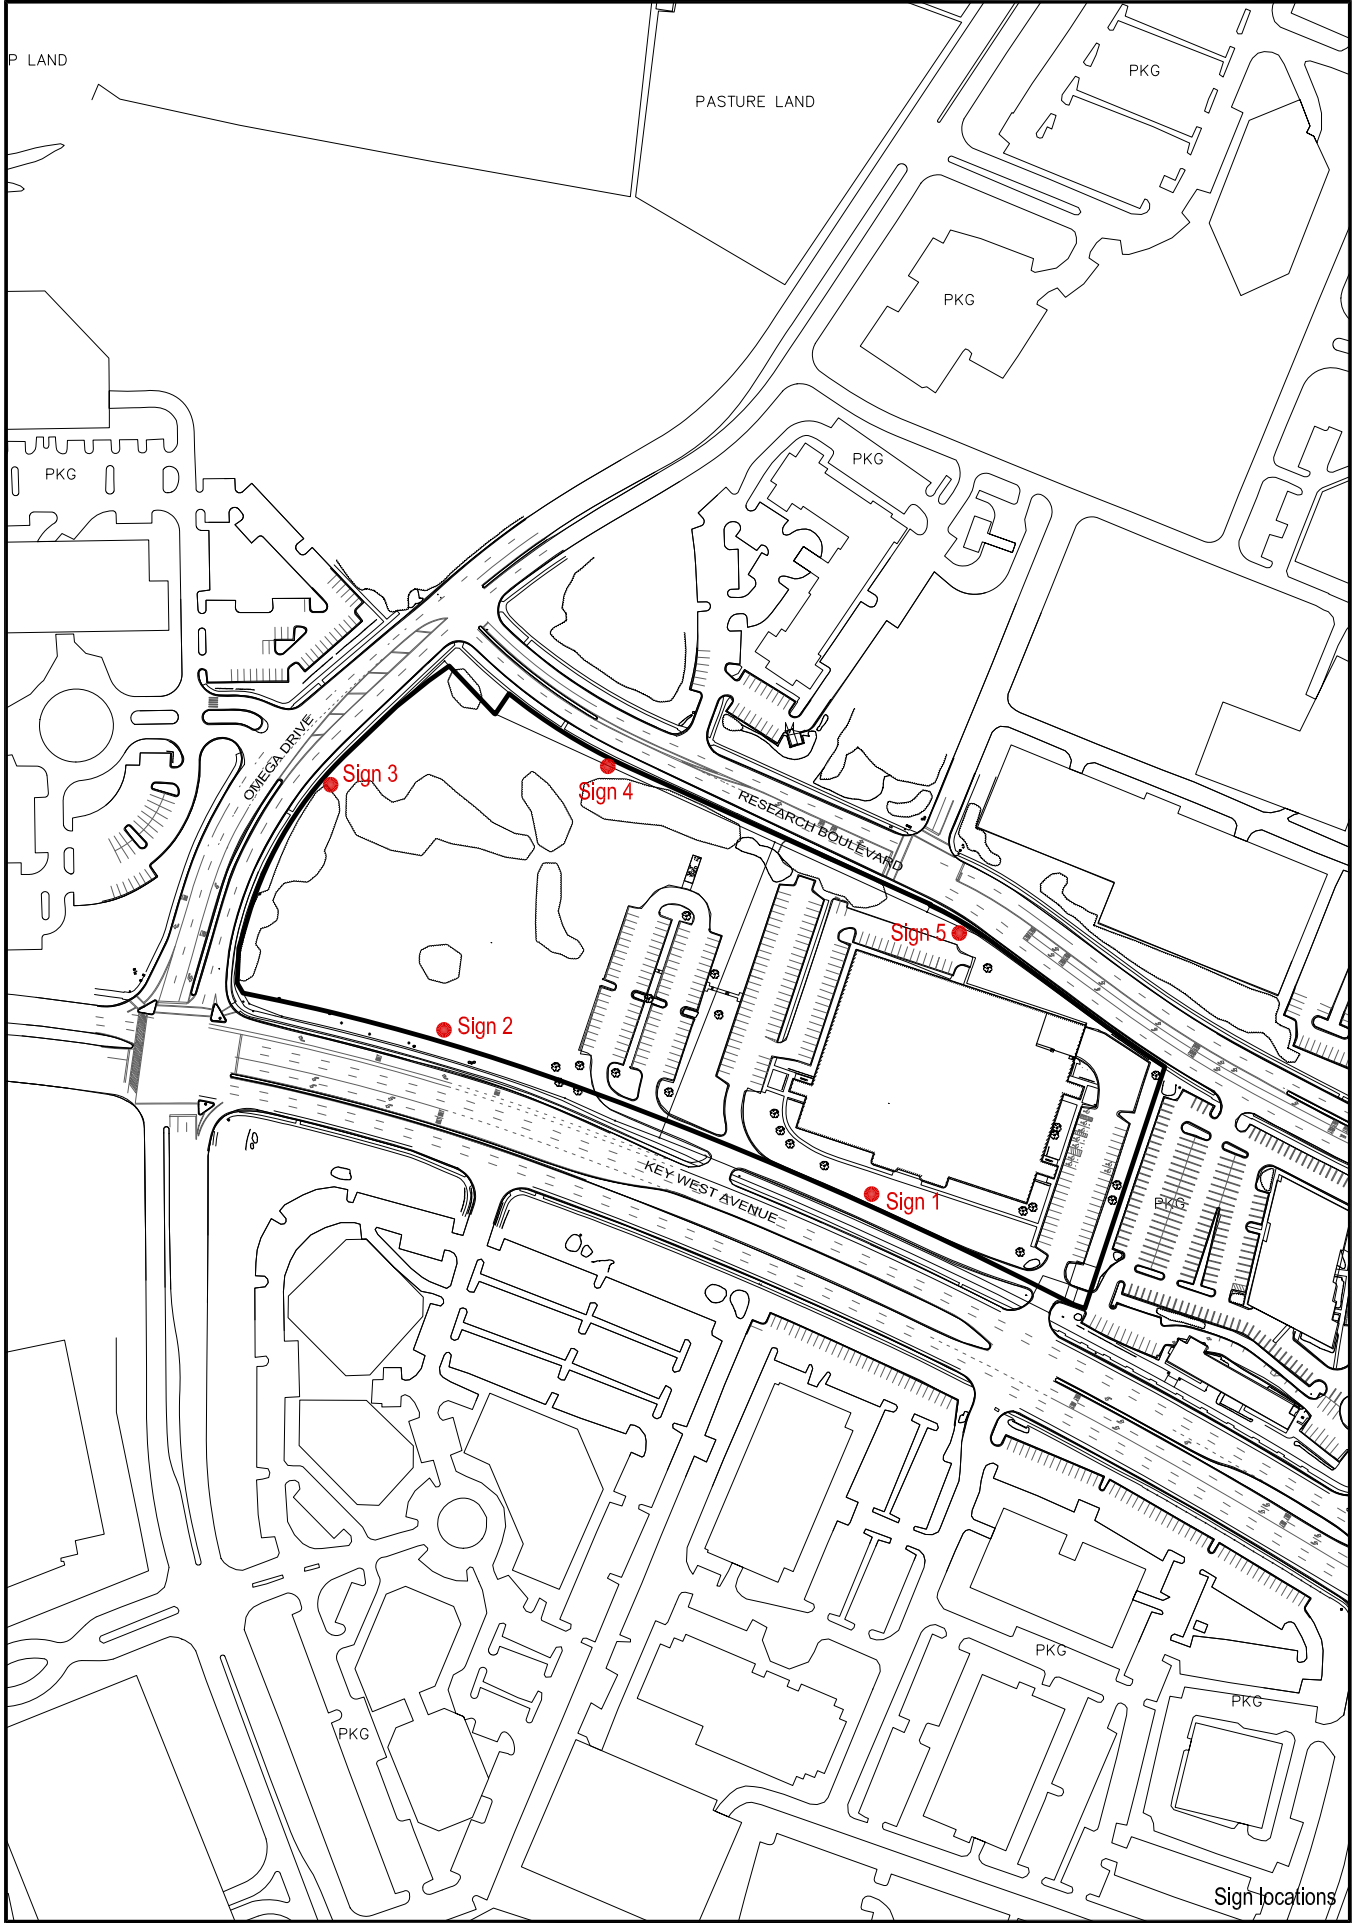 P LAND
PKG
PASTURE LAND
PKG
PKG
PKG
OMEGA DRIVE
Sign 3
Sign 4
RESEARCH BOULEVARD
Sign 5
Sign 2
KEY WEST AVENUE
Sign 1
PKG
PKG
PKG
PKG
Sign locations